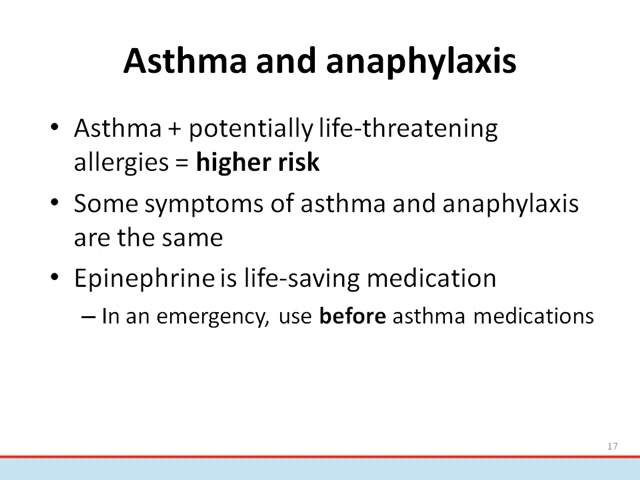 Asthma and anaphylaxis
• Asthma + potentially life-threatening
allergies = higher risk
• Some symptoms of asthma and anaphylaxis
are the same
• Epinephrine is life-saving medication
– In an emergency, use before asthma medications
17